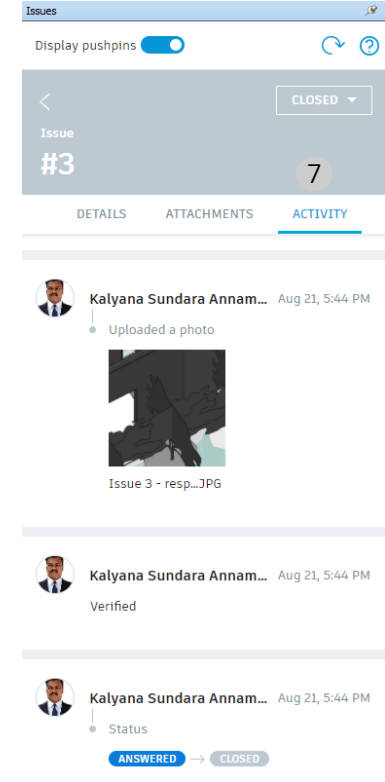 Issues
Display pushpins
CLOSED
Issue
#3
7
DETAILS ATTACHMENTS ACTIVITY
Kalyana Sundara Annam... Aug 21, 5:44 PM
Uploaded a photo
Issue 3 - resp...JPG
Kalyana Sundara Annam... Aug 21, 5:44 PM
Verified
Kalyana Sundara Annam... Aug 21, 5:44 PM
Status
ANSWERED → CLOSED